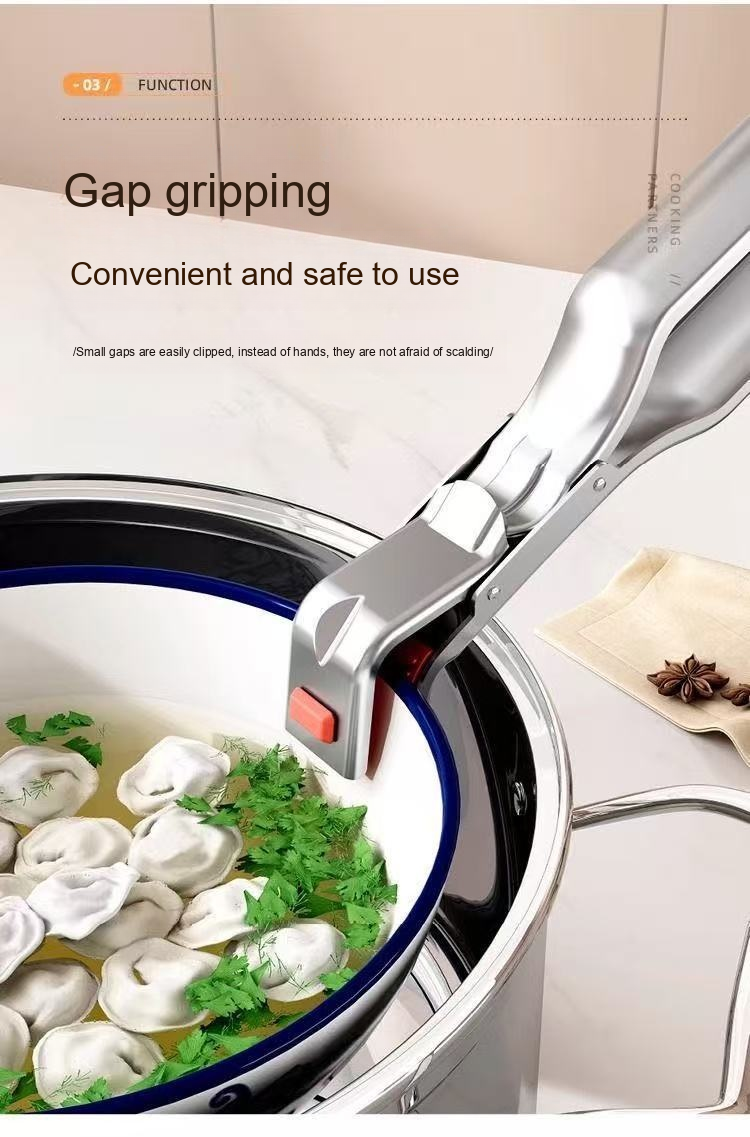 - 03 /
FUNCTION
Gap gripping
Convenient and safe to use
COOKING //
PARTNERS
/Small gaps are easily clipped, instead of hands, they are not afraid of scalding/